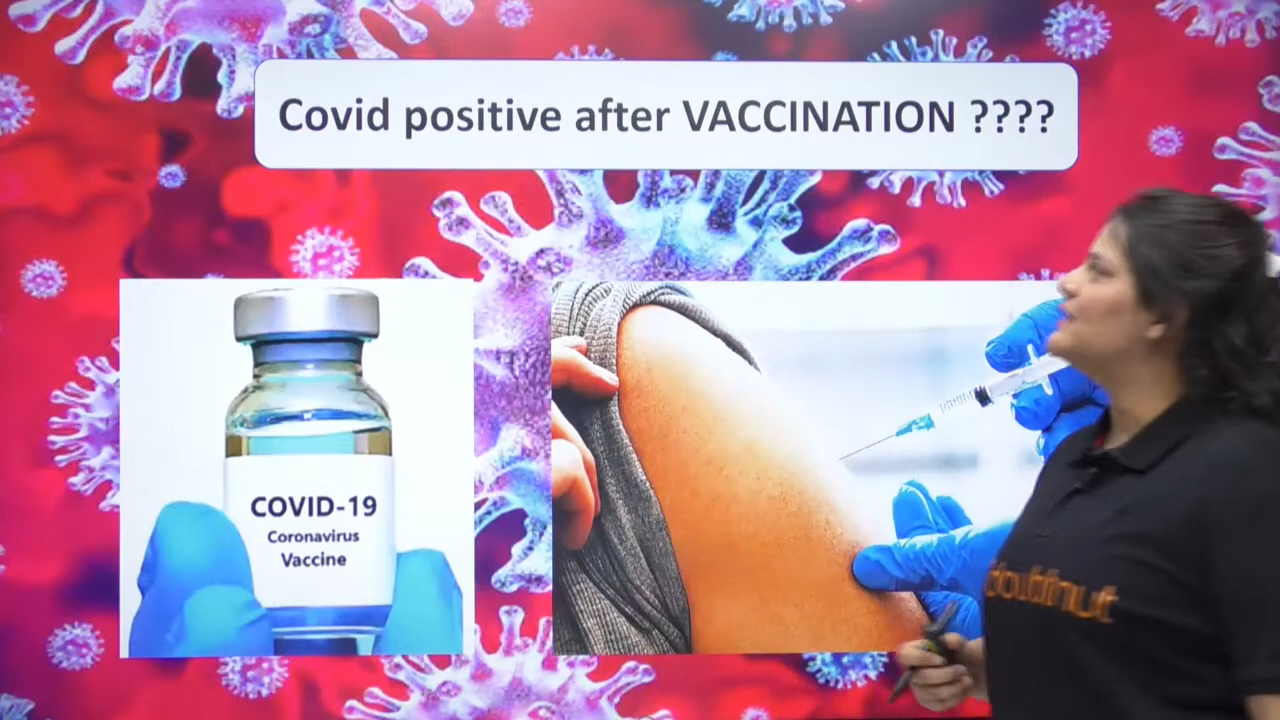 Covid positive after VACCINATION ????
COVID-19
Coronavirus
Vaccine
doubtnut